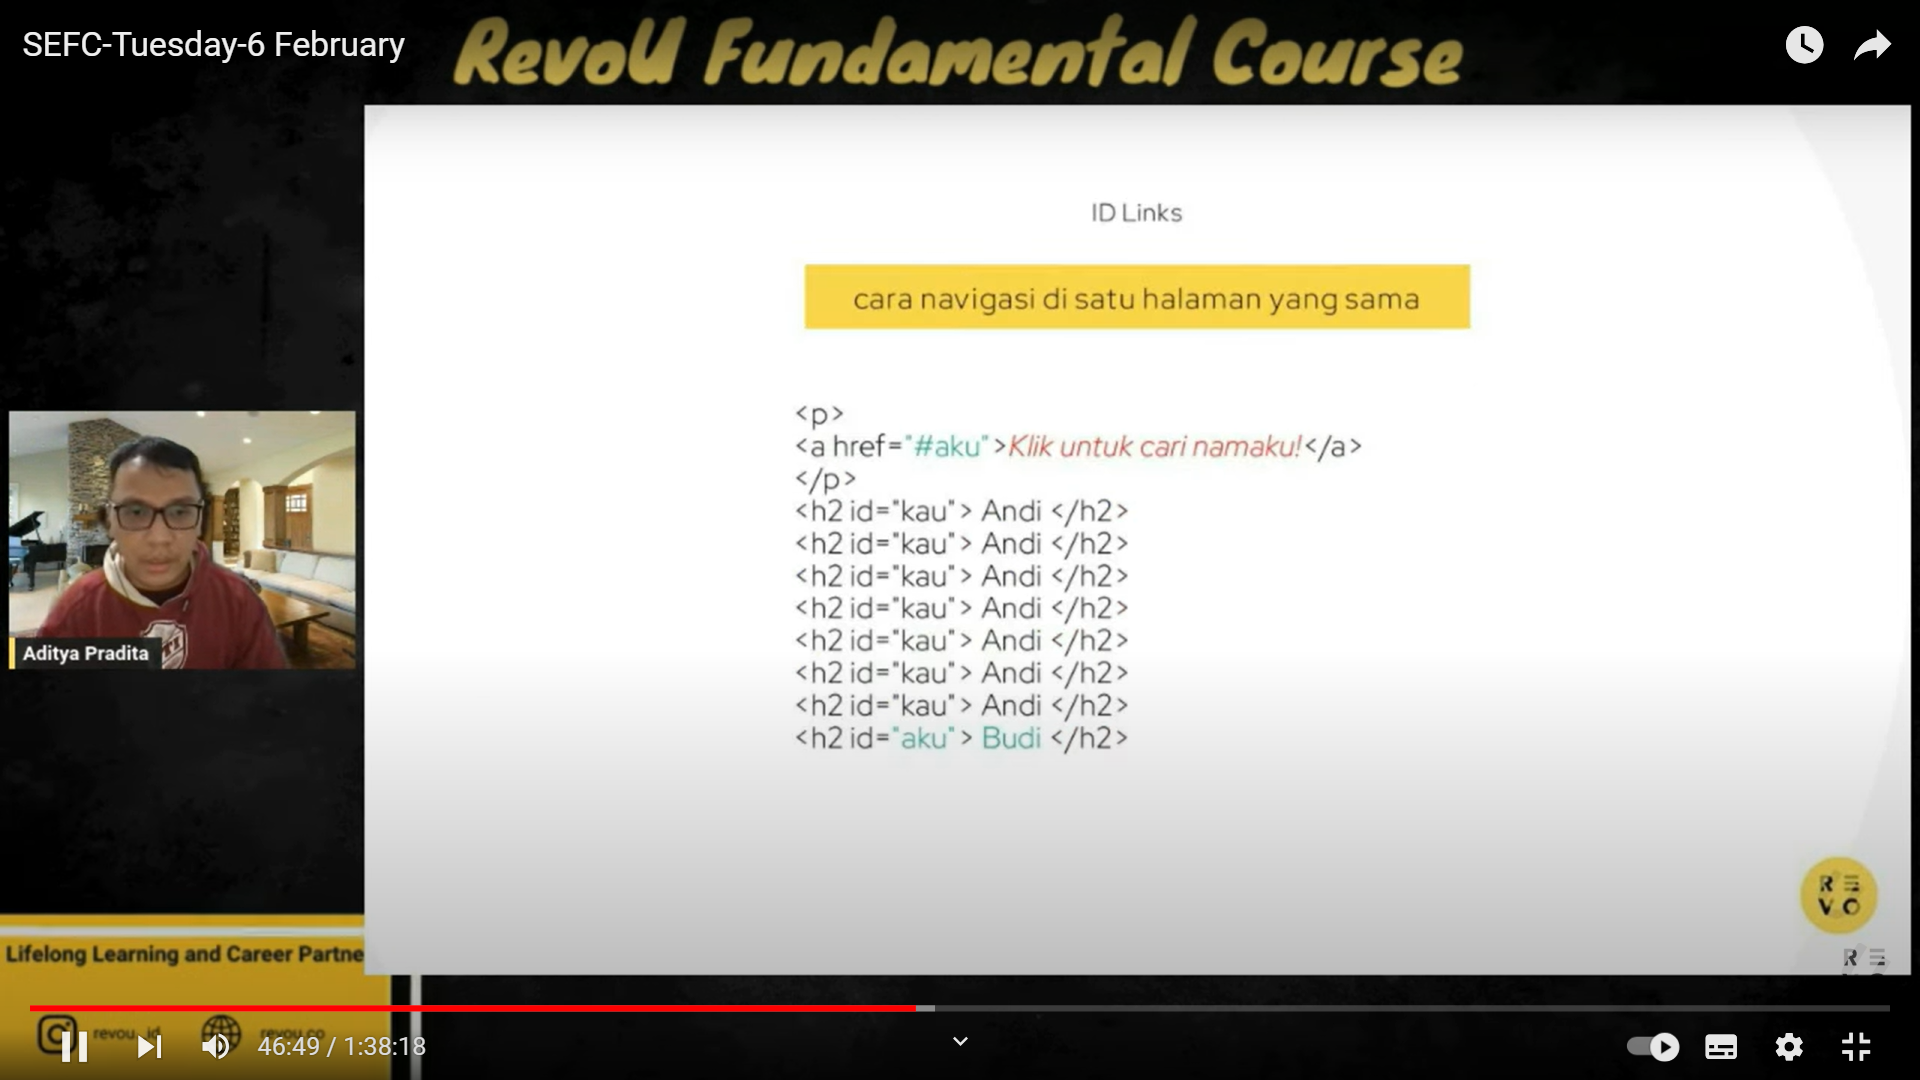 SEFC-Tuesday-6 February
RevoU Fundamental Course
ID Links
cara navigasi di satu halaman yang sama
<p>
<a href="#aku">Klik untuk cari namaku!</a>
</p>
<h2 id="kau"> Andi </h2>
<h2 id="kau"> Andi </h2>
<h2 id="kau"> Andi </h2>
<h2 id="kau"> Andi </h2>
<h2 id="kau"> Andi </h2>
<h2 id="kau"> Andi </h2>
<h2 id="kau"> Andi </h2>
<h2 id="aku"> Budi </h2>
Aditya Pradita
R E
V O
Lifelong Learning and Career Partne
R E
revou_id
revou.co
46:49 / 1:38:18